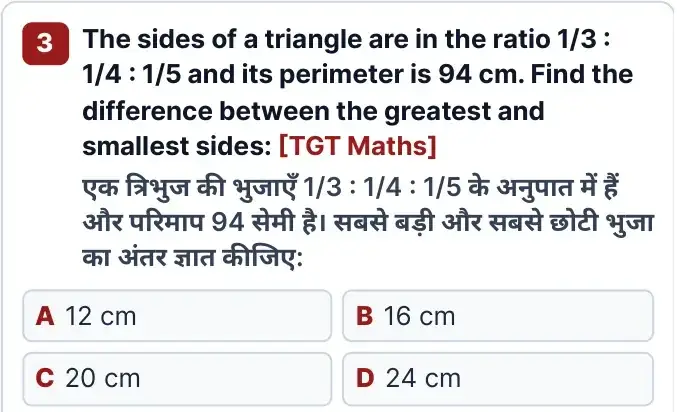 3 The sides of a triangle are in the ratio 1/3 :
1/4 : 1/5 and its perimeter is 94 cm. Find the
difference between the greatest and
smallest sides: [TGT Maths]
एक त्रिभुज की भुजाएँ 1/3 : 1/4 : 1/5 के अनुपात में हैं
और परिमाप 94 सेमी है। सबसे बड़ी और सबसे छोटी भुजा
का अंतर ज्ञात कीजिए:
A 12 cm
B 16 cm
C 20 cm
D 24 cm